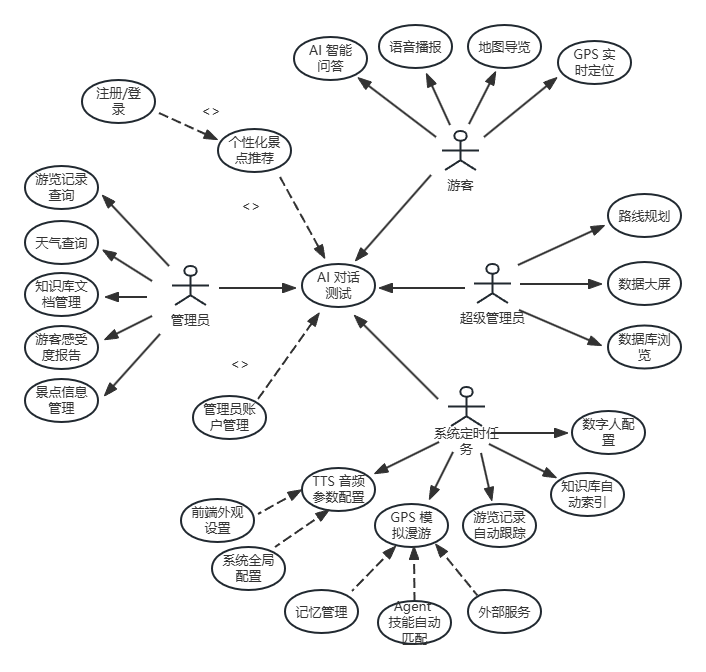 AI 智能
问答
语音播报
地图导览
GPS 实
时定位
注册/登
录
<>
个性化景
点推荐
游客
游览记录
查询
<>
路线规划
天气查询
AI 对话
测试
数据大屏
知识库文
档管理
管理员
超级管理员
游客感受
度报告
数据库浏
览
<>
景点信息
管理
管理员账
户管理
系统定时任
务
数字人配
置
TTS 音频
参数配置
知识库自
动索引
前端外观
设置
GPS 模
拟漫游
游览记录
自动跟踪
系统全局
配置
记忆管理
Agent
技能自动
匹配
外部服务